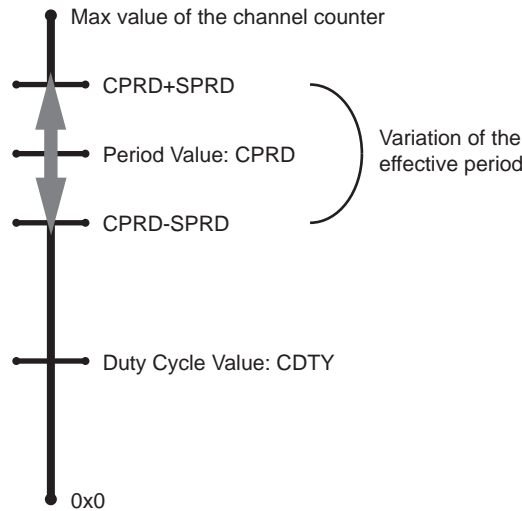 Max value of the channel counter
CPRD+SPRD
Period Value: CPRD
Variation of the
effective period
CPRD-SPRD
Duty Cycle Value: CDTY
0x0